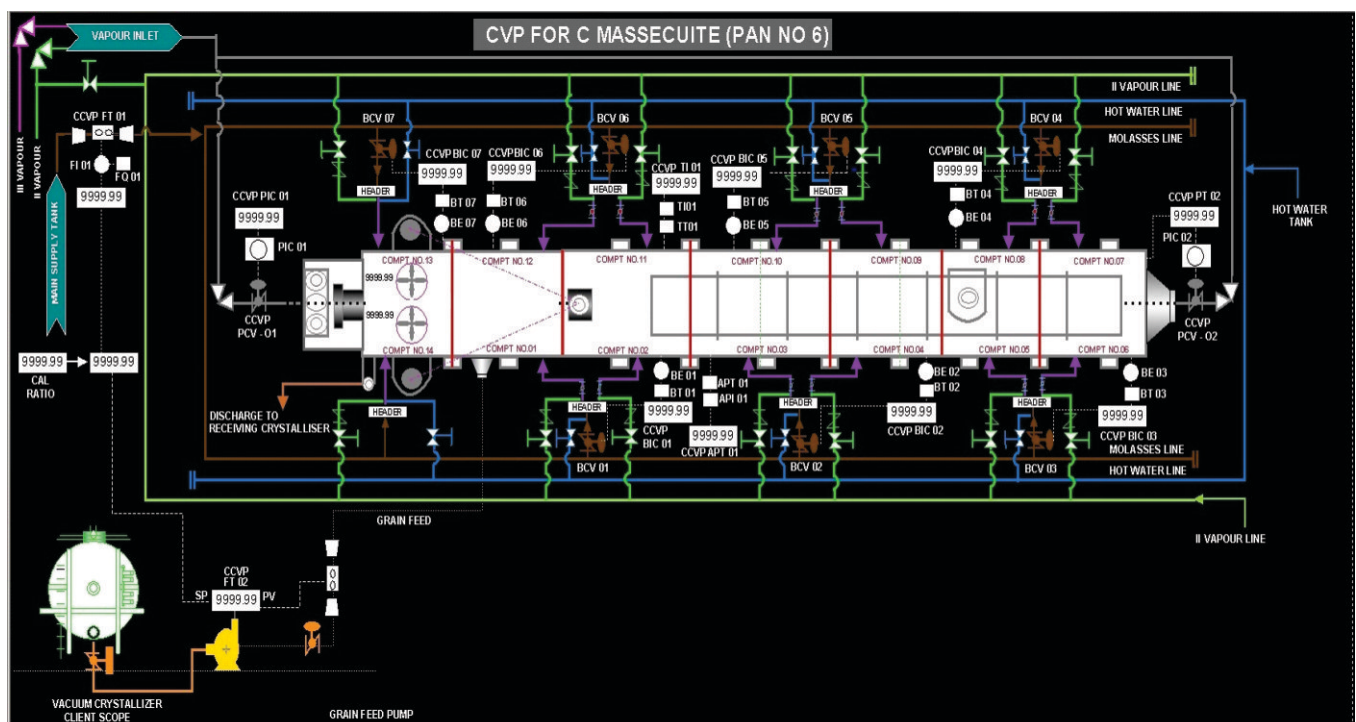 CVP FOR C MASSECUITE (PAN NO 6)
VAPOUR INLET
III VAPOUR
II VAPOUR
MAIN SUPPLY TANK
CCVP FT 01
FI 01
FQ 01
9999.99
9999.99
CAL
RATIO
9999.99
II VAPOUR LINE
HOT WATER LINE
MOLASSES LINE
HOT WATER
TANK
BCV 07
BCV 06
BCV 05
BCV 04
HEADER
HEADER
HEADER
HEADER
CCVP BIC 07
9999.99
BT 07
BE 07
CCVP BIC 06
9999.99
BT 06
BE 06
CCVP TI 01
9999.99
TI01
TT01
CCVP BIC 05
9999.99
BT 05
BE 05
CCVP BIC 04
9999.99
BT 04
BE 04
CCVP PT 02
9999.99
PIC 02
CCVP
PCV - 02
CCVP PIC 01
9999.99
PIC 01
CCVP
PCV - 01
COMPT NO.13
COMPT NO.12
COMPT NO.11
COMPT NO.10
COMPT NO.09
COMPT NO.08
COMPT NO.07
9999.99
9999.99
COMPT NO.14
COMPT NO.01
COMPT NO.02
COMPT NO.03
COMPT NO.04
COMPT NO.05
COMPT NO.06
DISCHARGE TO
RECEIVING CRYSTALLISER
HEADER
HEADER
HEADER
HEADER
BE 01
BT 01
9999.99
CCVP
BIC 01
APT 01
API 01
9999.99
CCVP APT 01
BE 02
BT 02
9999.99
CCVP BIC 02
BE 03
BT 03
9999.99
CCVP BIC 03
BCV 01
BCV 02
BCV 03
MOLASSES LINE
HOT WATER LINE
II VAPOUR LINE
GRAIN FEED
CCVP
FT 02
SP
9999.99
PV
VACUUM CRYSTALLIZER
CLIENT SCOPE
GRAIN FEED PUMP